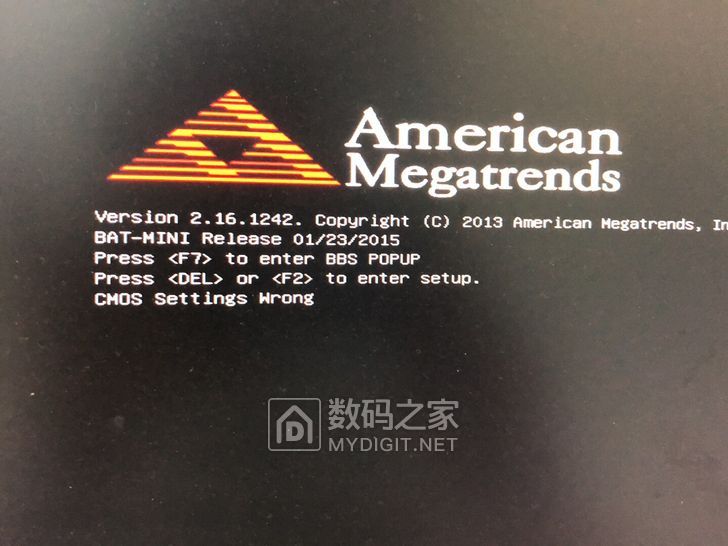 American
Megatrends
Version 2.16.1242. Copyright (C) 2013 American Megatrends, In
BAT-MINI Release 01/23/2015
Press <F7> to enter BBS POPUP
Press <DEL> or <F2> to enter setup.
CMOS Settings Wrong
数码之家
MYDIGIT.NET